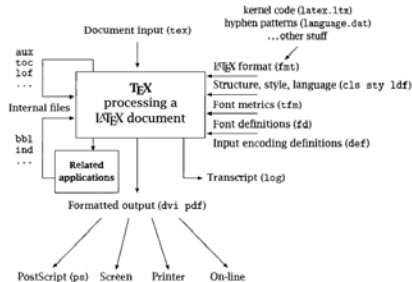 kernel code (latex.ltx)
hyphen patterns (language.dat)
...other stuff
Document input (tex)
aux
toc
lof
...
LATEX format (fmt)
Structure, style, language (cls sty ldf)
TEX
processing a
LATEX document
Font metrics (tfm)
Internal files
Font definitions (fd)
Input encoding definitions (def)
bbl
ind
...
Related
applications
Transcript (log)
Formatted output (dvi pdf)
PostScript (ps) Screen Printer On-line